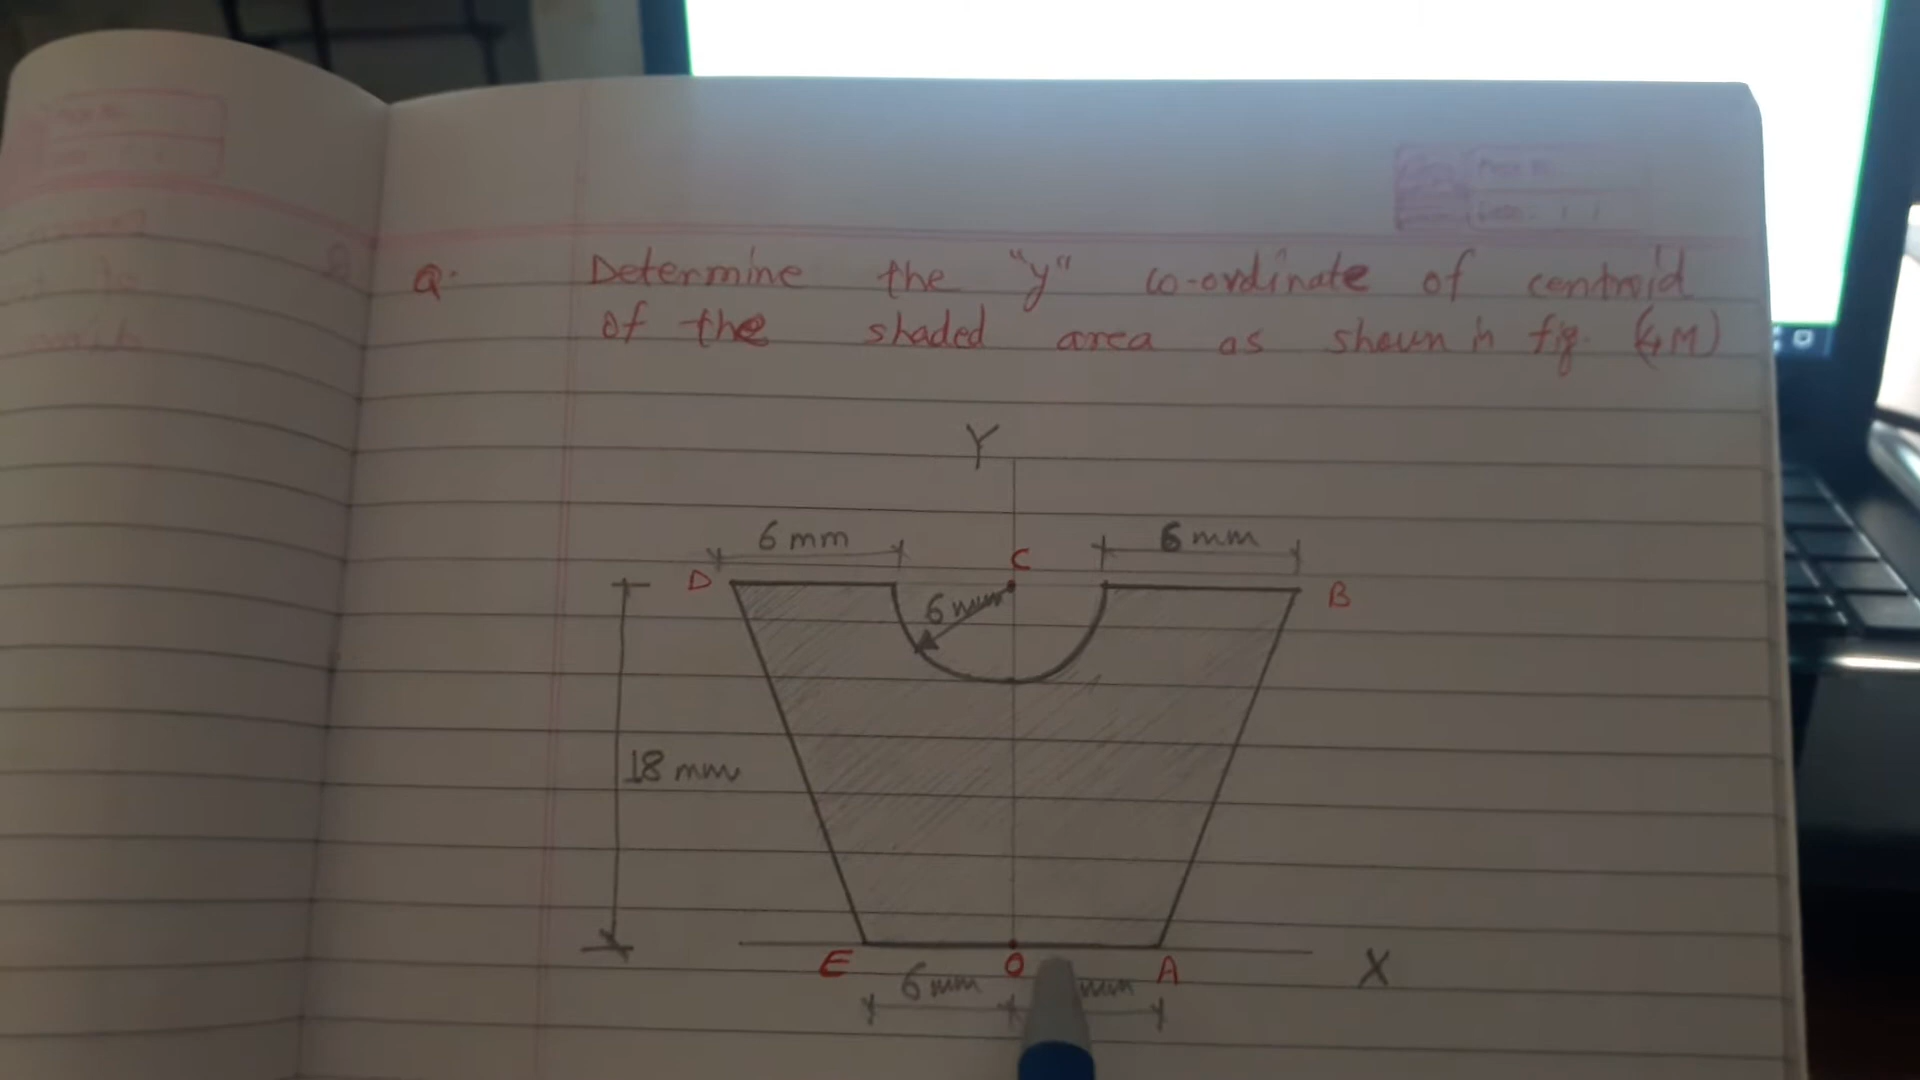 Q. Determine the "y" co-ordinate of centroid
of the shaded area as shown in fig. (4M)
Y
6 mm
C
6 mm
D
6 mm
B
18 mm
E
O
A
X
6 mm
mm